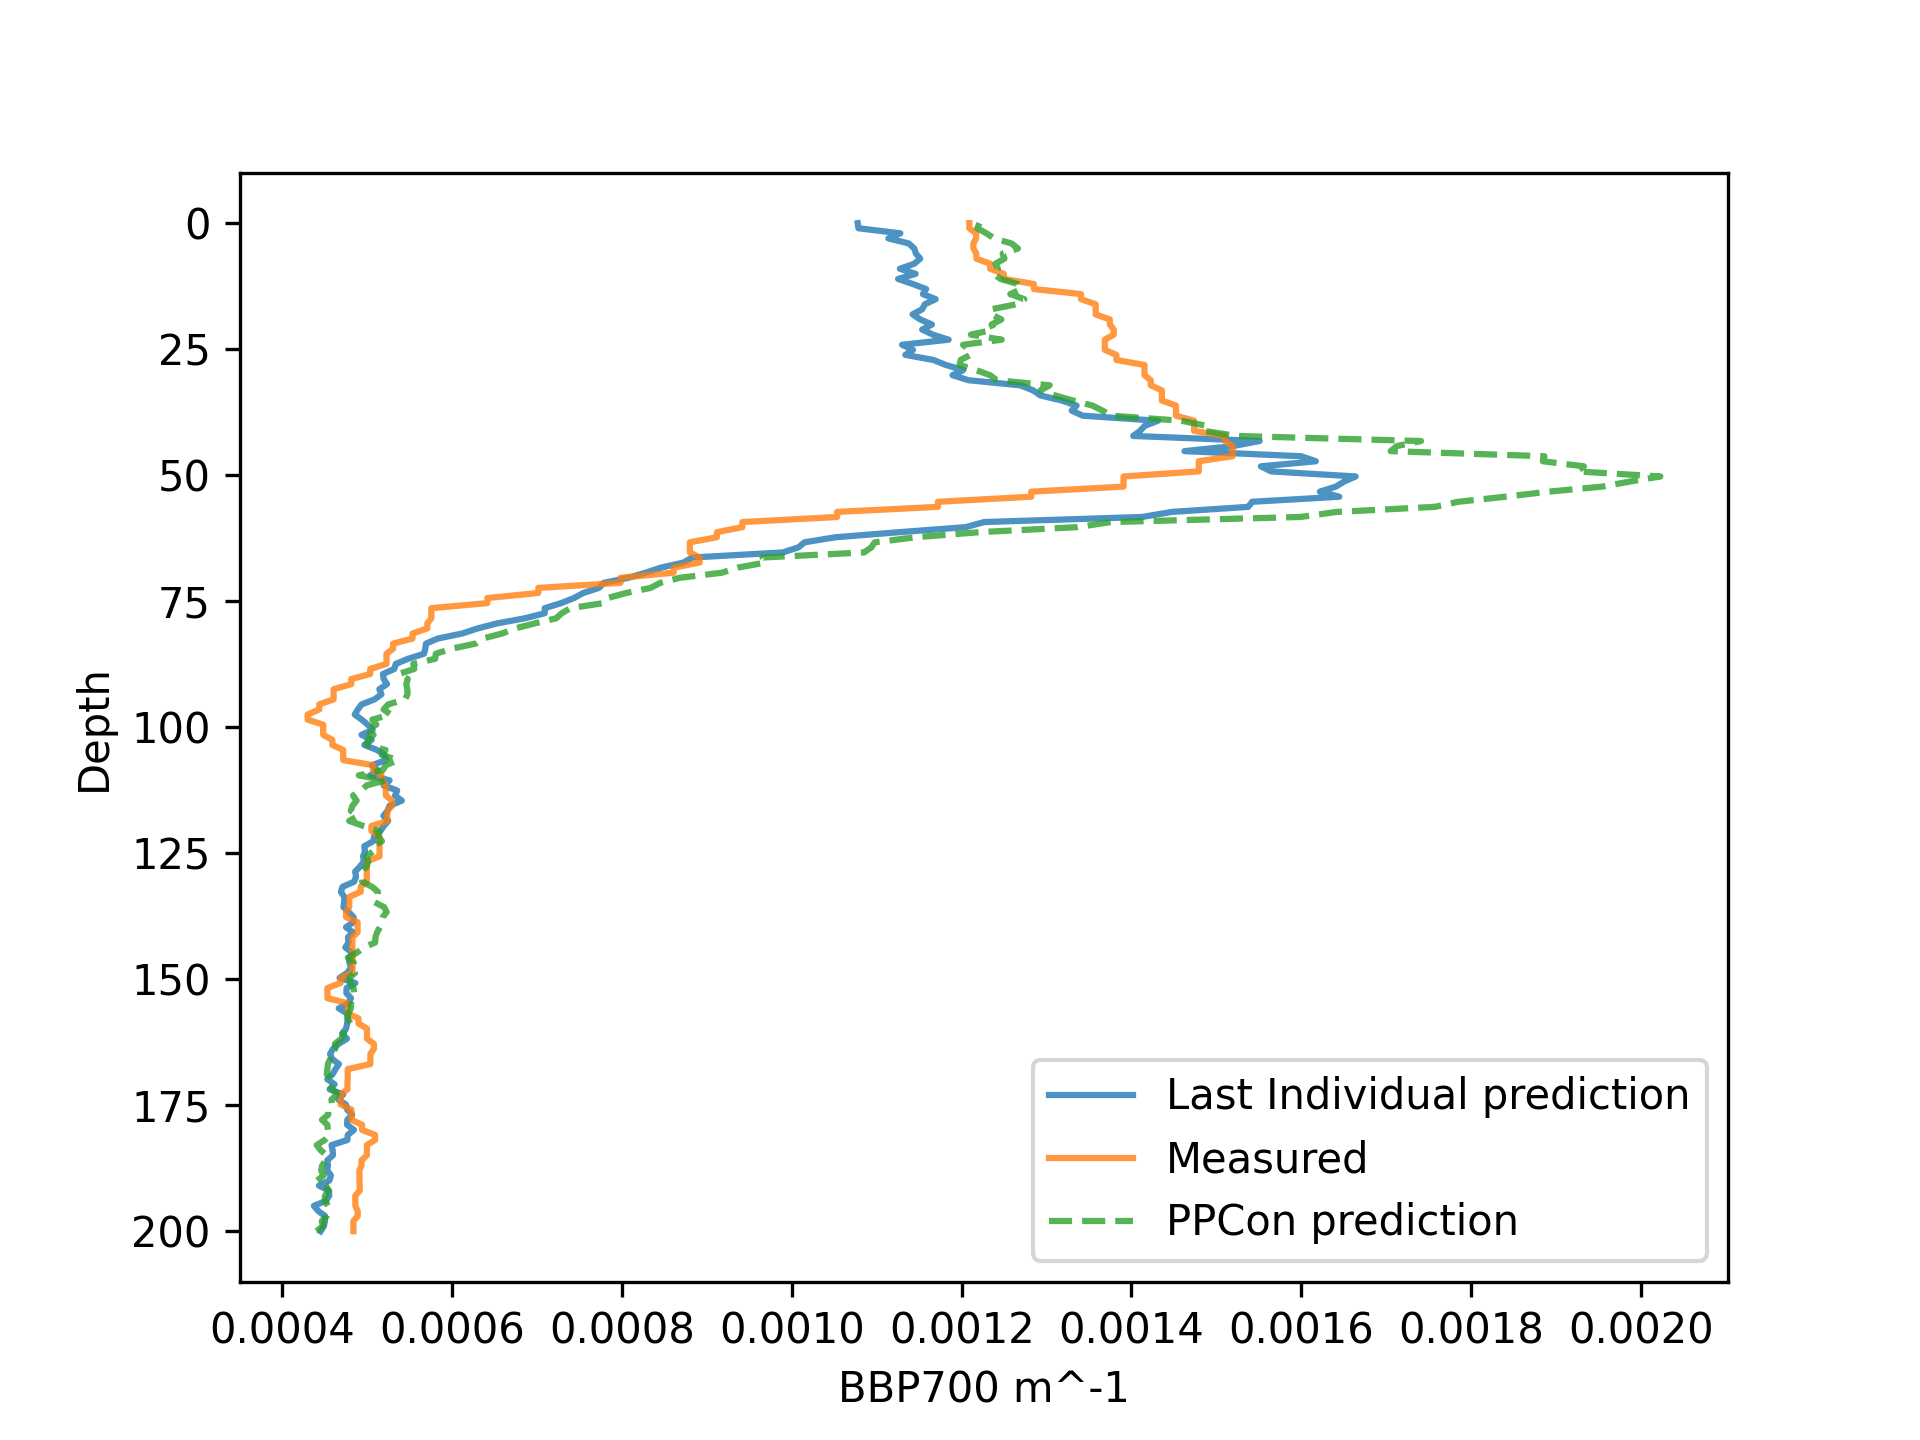 0
25
50
75
100
125
150
175
200
Depth
0.0004 0.0006 0.0008 0.0010 0.0012 0.0014 0.0016 0.0018 0.0020
BBP700 m^-1
Last Individual prediction
Measured
PPCon prediction